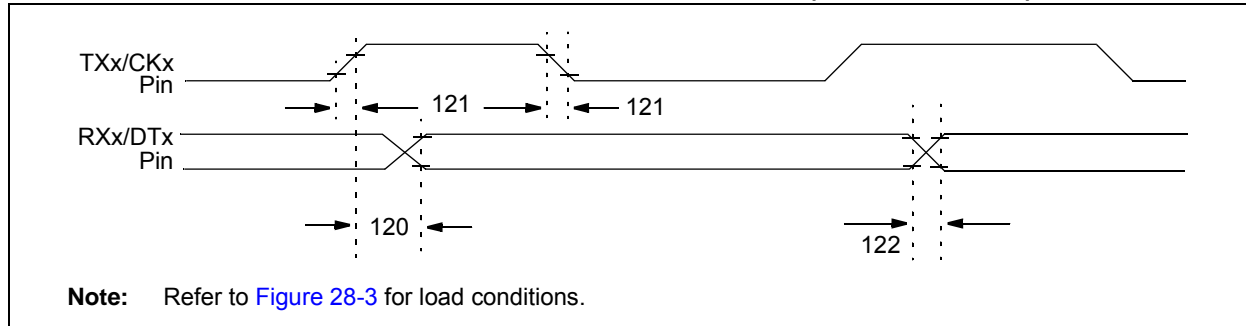 TXx/CKx
Pin
121
121
RXx/DTx
Pin
120
122
Note: Refer to Figure 28-3 for load conditions.